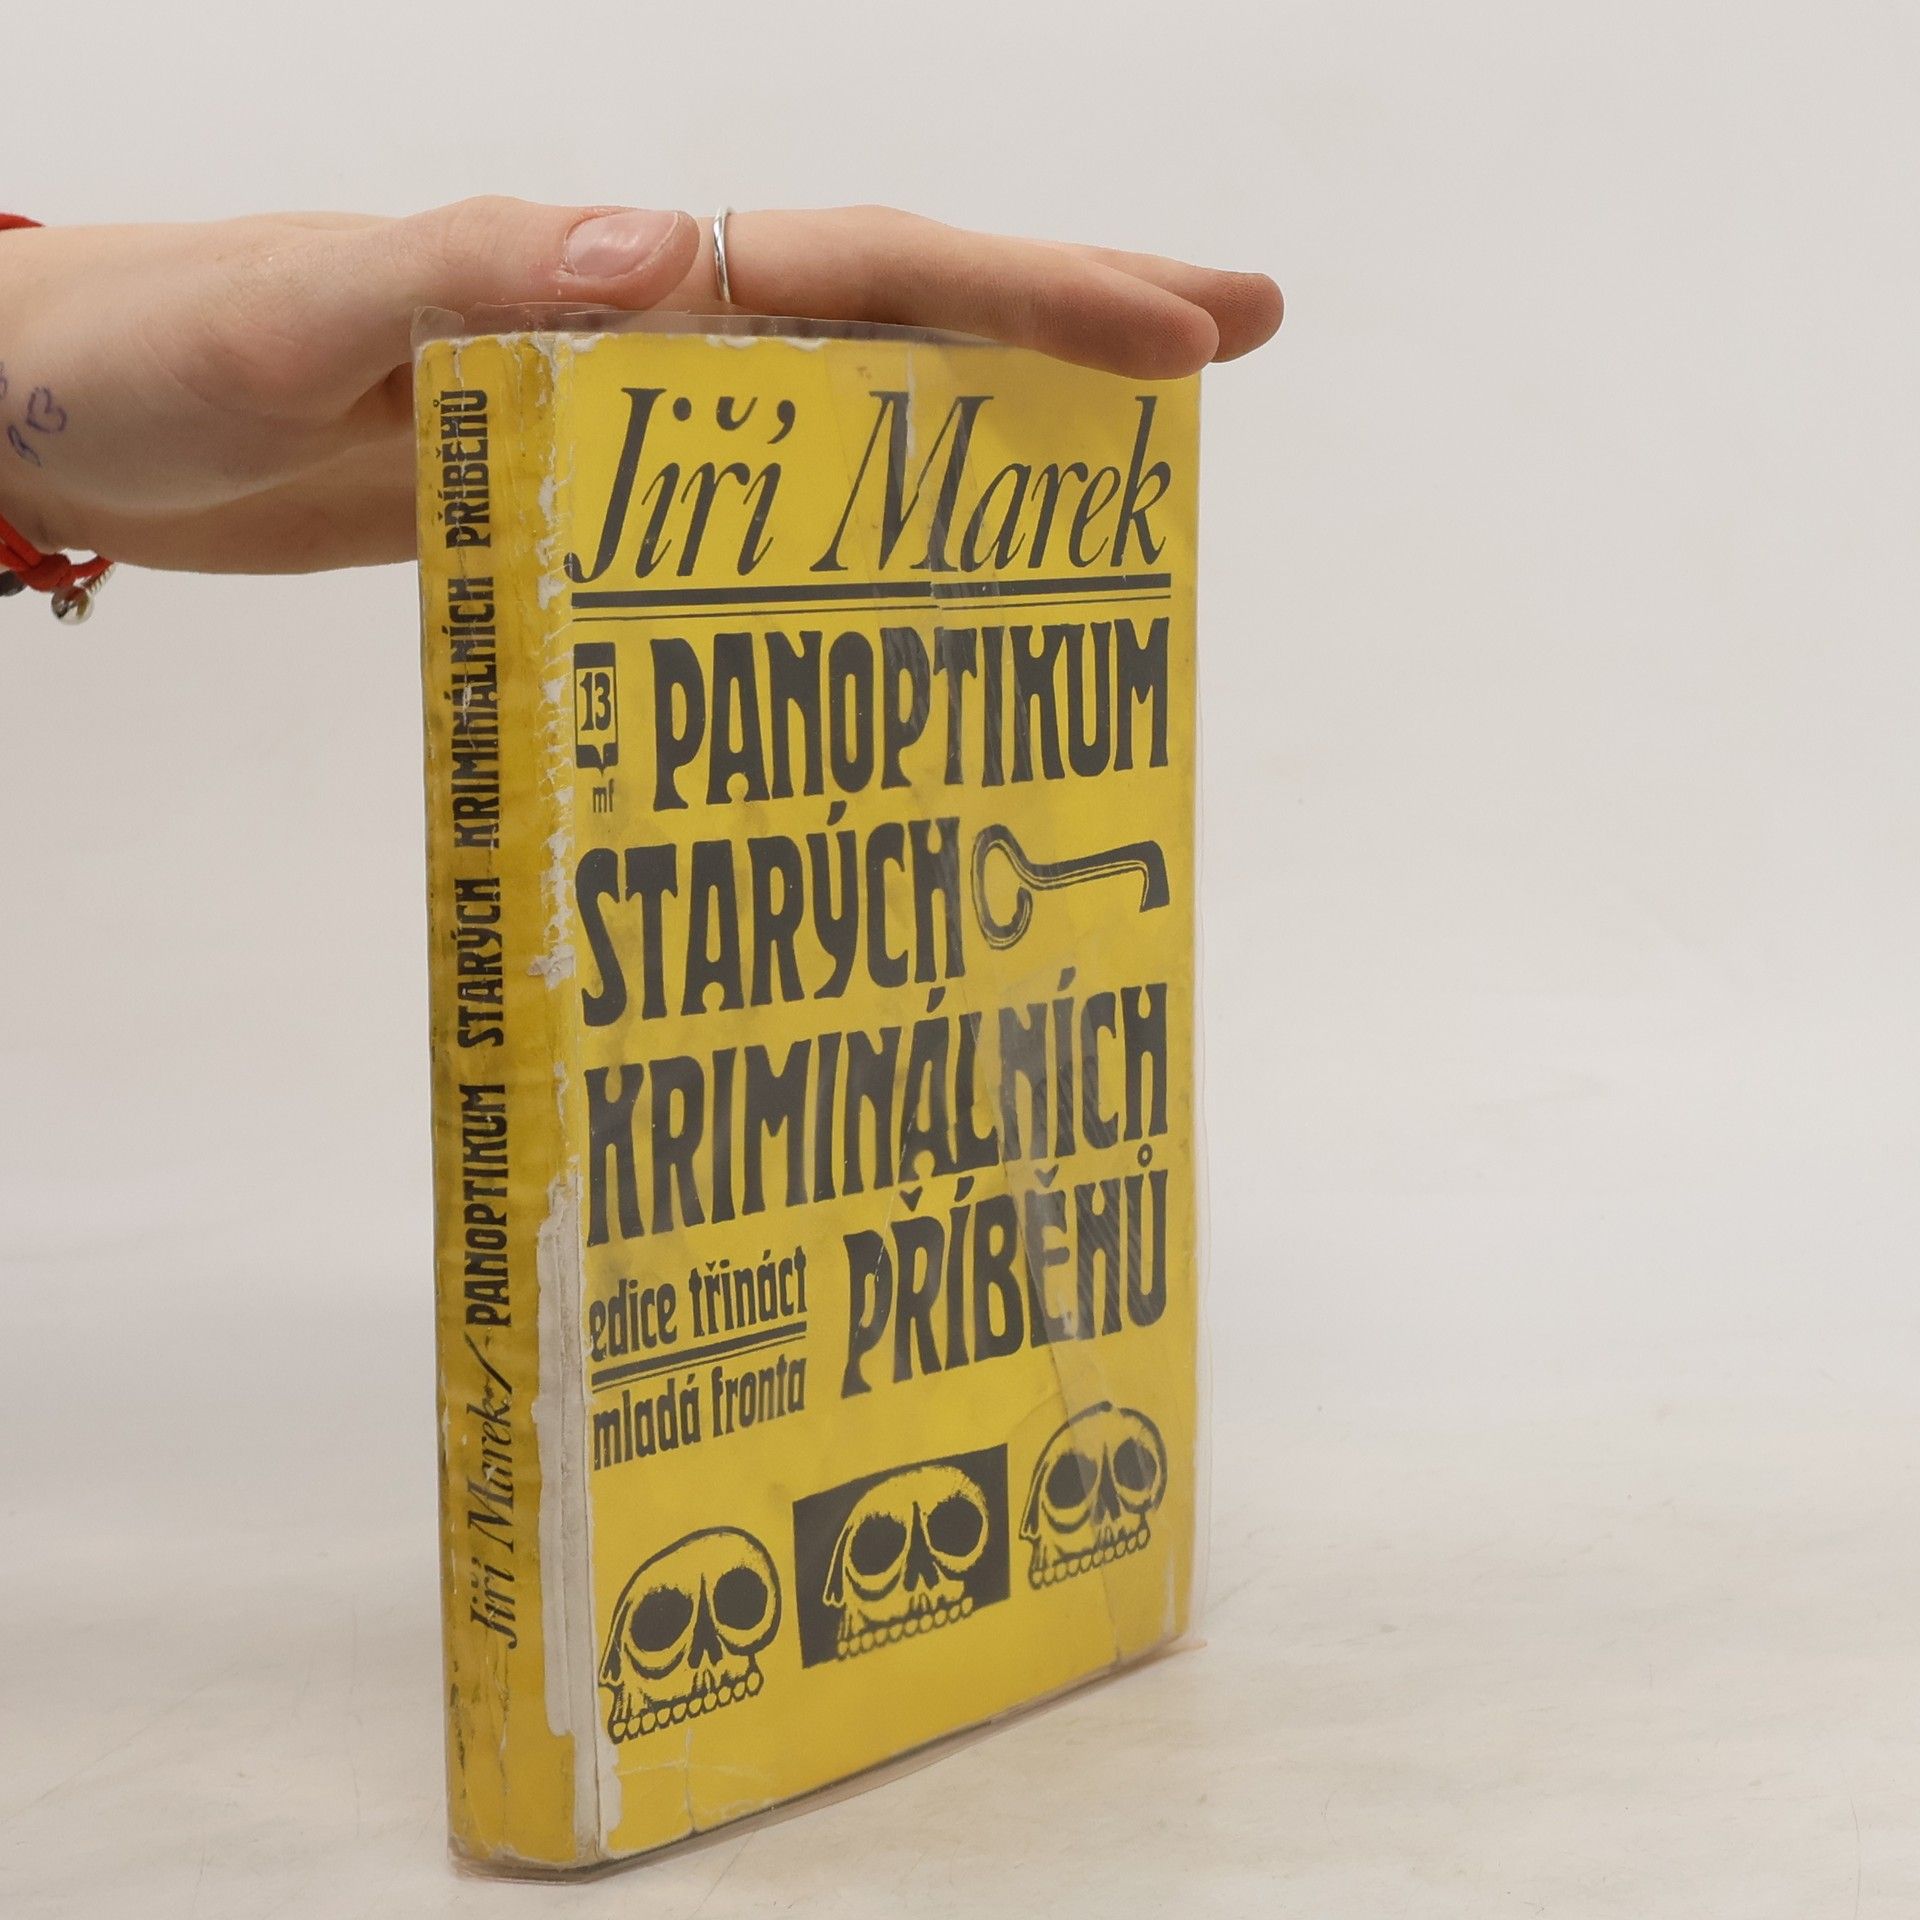 Jiří Marek
13
mf
PANOPTIKUM
STARÝCH
KRIMINÁLNÍCH
PŘÍBĚHŮ
edice třináct
mladá fronta
Jiří Marek / PANOPTIKUM STARÝCH KRIMINÁLNÍCH PŘÍBĚHŮ